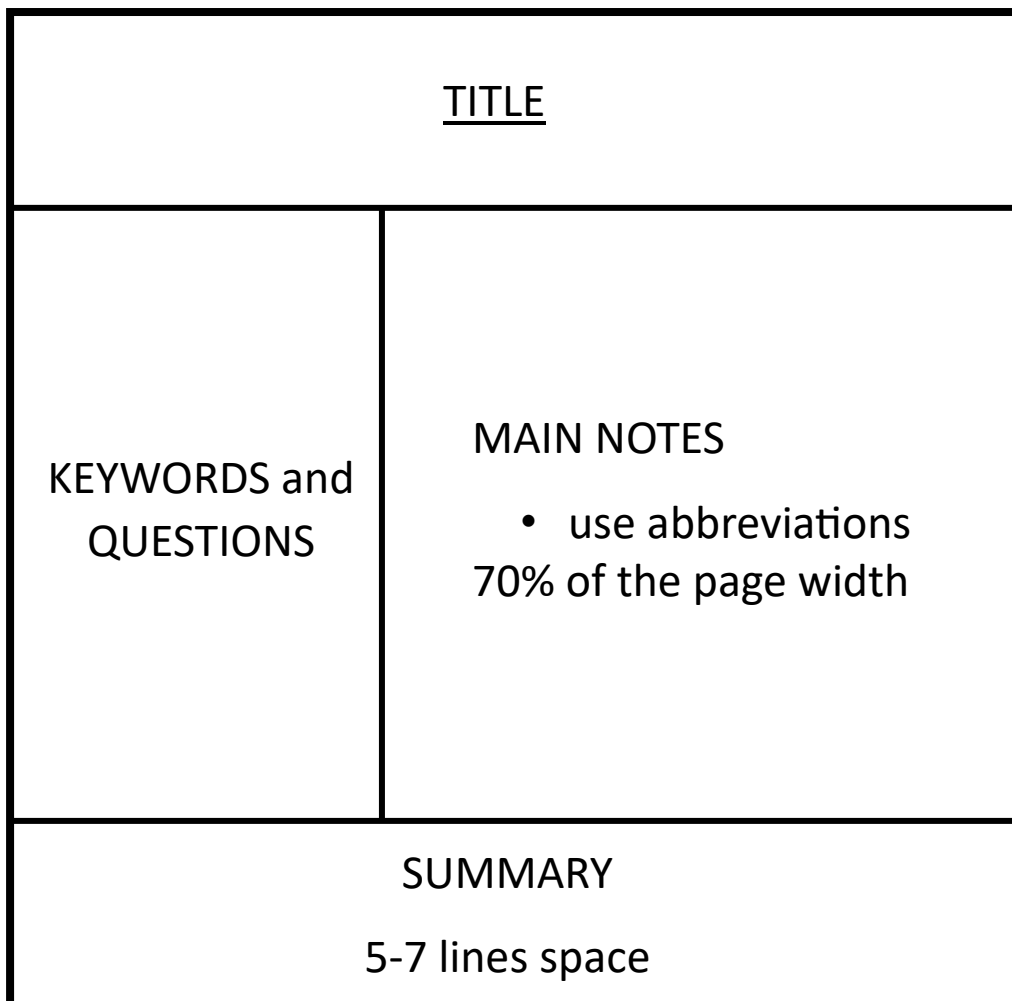 TITLE
KEYWORDS and
QUESTIONS
MAIN NOTES
• use abbreviations
70% of the page width
SUMMARY
5-7 lines space